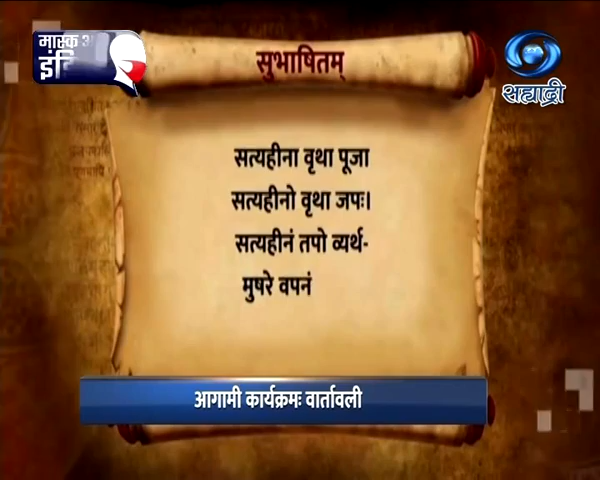 मास्क
इंडि
सुभाषितम्
सह्याद्री
सत्यहीना वृथा पूजा
सत्यहीनो वृथा जपः।
सत्यहीनं तपो व्यर्थ-
मुषरे वपनं
आगामी कार्यक्रमः वार्तावली